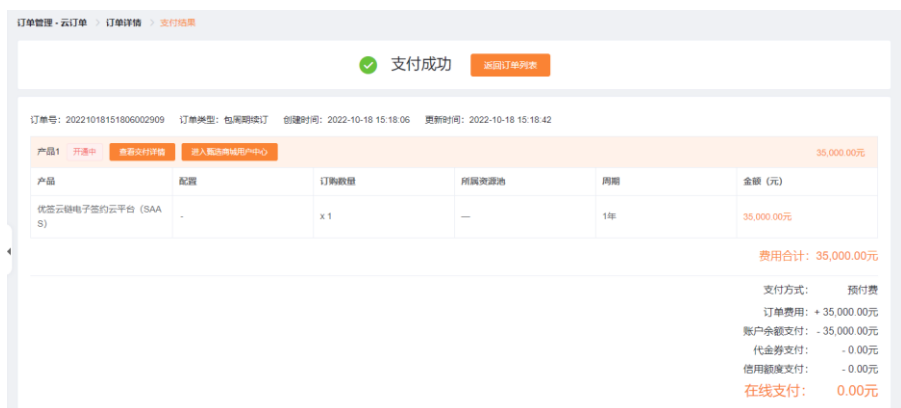 订单管理 - 云订单 > 订单详情 > 支付结果
支付成功 返回订单列表
订单号: 20221018151806002909 订单类型: 包周期续订 创建时间: 2022-10-18 15:18:06 更新时间: 2022-10-18 15:18:42
产品1 开通中 查看交付详情 进入甄选商城用户中心 35,000.00元
产品 配置 订购数量 所属资源池 周期 金额 (元)
优签云链电子签约云平台 (SAA
S) - x 1 — 1年 35,000.00元
费用合计: 35,000.00元
支付方式: 预付费
订单费用: + 35,000.00元
账户余额支付: - 35,000.00元
代金券支付: - 0.00元
信用额度支付: - 0.00元
在线支付: 0.00元